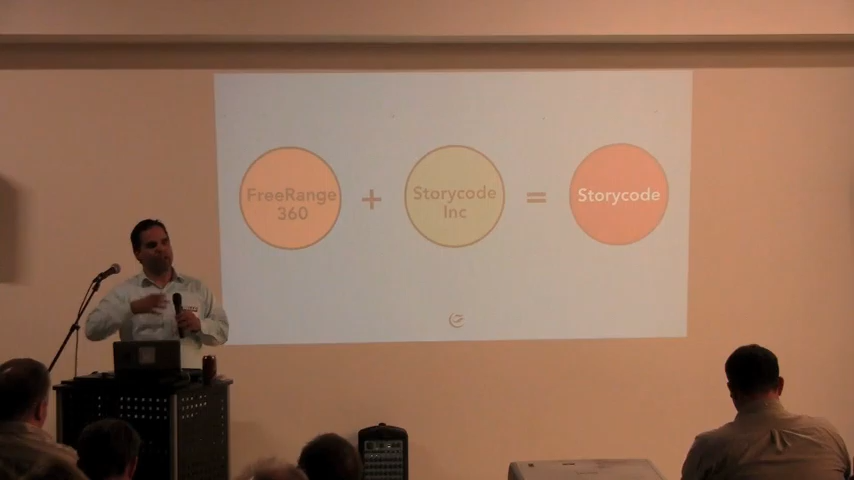 FreeRange
360
+
Storycode
Inc
=
Storycode